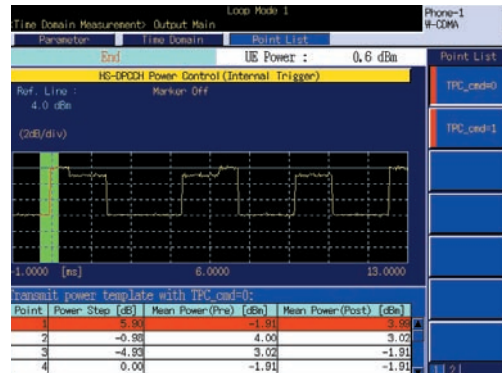 Loop Mode 1
Phone-1
<Time Domain Measurement> Output Main
W-CDMA
Parameter Time Domain Point List
End UE Power : 0.6 dBm
Point List
HS-DPCCH Power Control(Internal Trigger)
Ref. Line : Marker Off
4.0 dBm
TPC_cmd=0
TPC_cmd=1
(2dB/div)
-1.0000 [ms] 6.0000 13.0000
Transmit power template with TPC_cmd=0:
Point Power Step [dB] Mean Power(Pre) [dBm] Mean Power(Post) [dBm]
1 5.90 -1.91 3.99
2 -0.98 4.00 3.02
3 -4.93 3.02 -1.91
4 0.00 -1.91 -1.91
1 2